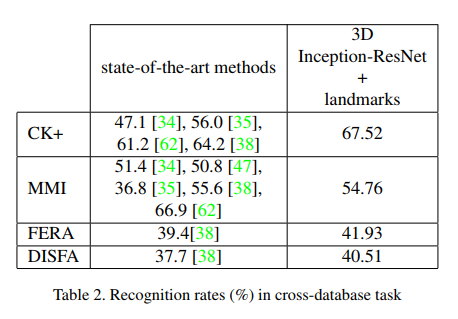 state-of-the-art methods
3D
Inception-ResNet
+
landmarks
CK+
47.1 [34], 56.0 [35],
61.2 [62], 64.2 [38]
67.52
MMI
51.4 [34], 50.8 [47],
36.8 [35], 55.6 [38],
66.9 [62]
54.76
FERA
39.4[38]
41.93
DISFA
37.7 [38]
40.51
Table 2. Recognition rates (%) in cross-database task